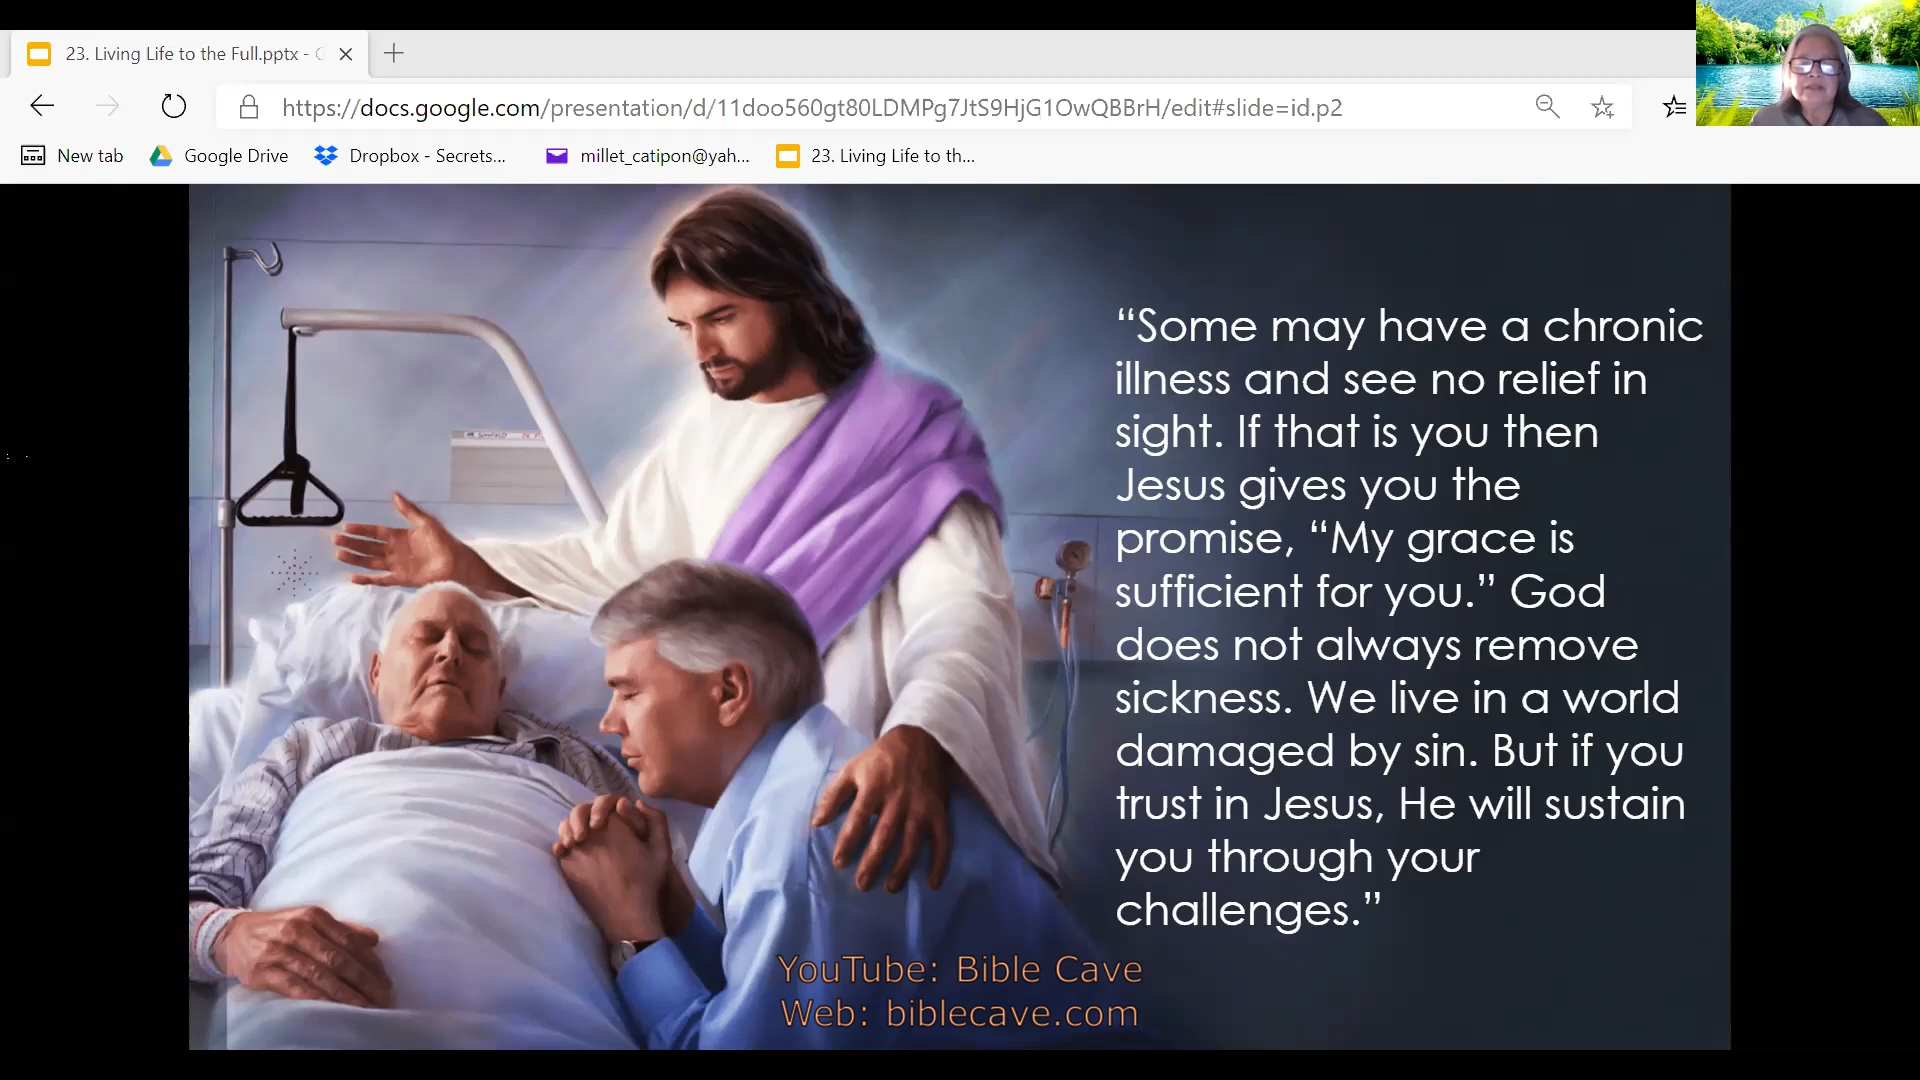 23. Living Life to the Full.pptx -
https://docs.google.com/presentation/d/11doo560gt80LDMPg7JtS9HjG1OwQBBrH/edit#slide=id.p2
New tab
Google Drive
Dropbox - Secrets...
millet_catipon@yah...
23. Living Life to th...
“Some may have a chronic
illness and see no relief in
sight. If that is you then
Jesus gives you the
promise, “My grace is
sufficient for you.” God
does not always remove
sickness. We live in a world
damaged by sin. But if you
trust in Jesus, He will sustain
you through your
challenges.”
YouTube: Bible Cave
Web: biblecave.com